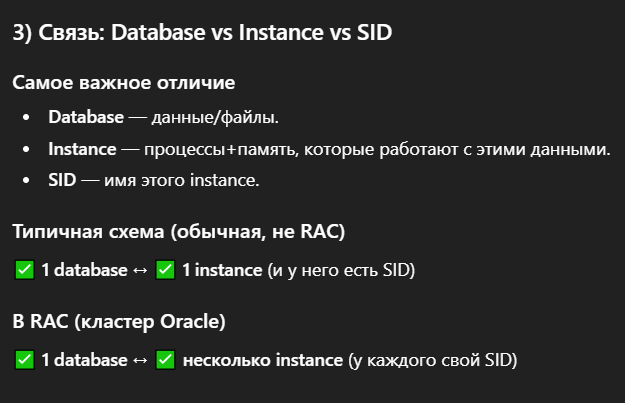 3) Связь: Database vs Instance vs SID
Самое важное отличие
• Database — данные/файлы.
• Instance — процессы+память, которые работают с этими данными.
• SID — имя этого instance.
Типичная схема (обычная, не RAC)
✅ 1 database ↔ ✅ 1 instance (и у него есть SID)
В RAC (кластер Oracle)
✅ 1 database ↔ ✅ несколько instance (у каждого свой SID)